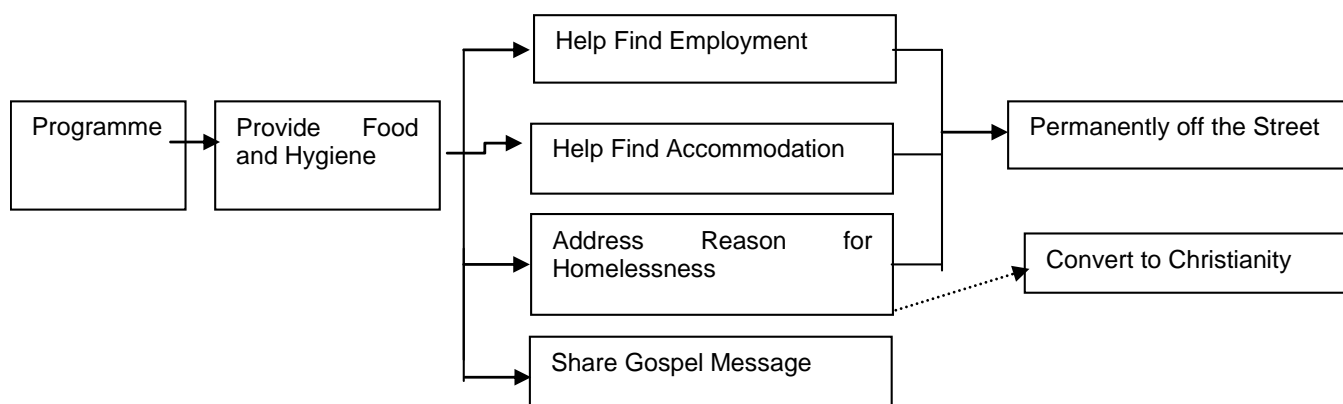 Programme
Provide Food
and Hygiene
Help Find Employment
Help Find Accommodation
Address Reason for
Homelessness
Share Gospel Message
Permanently off the Street
Convert to Christianity